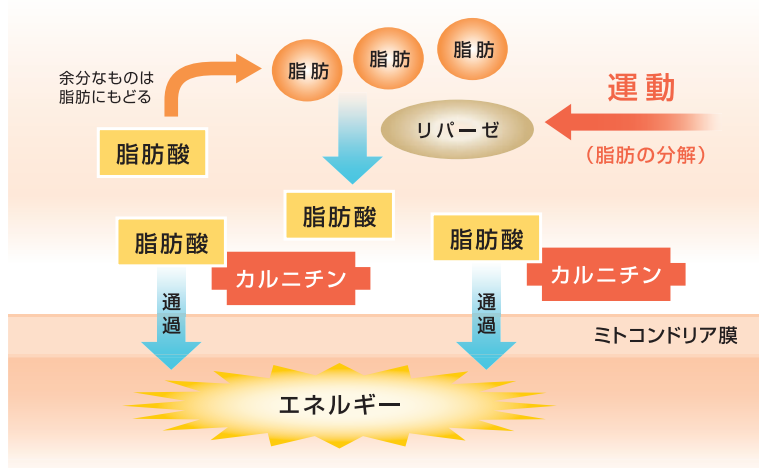 脂肪
脂肪
脂肪
余分なものは
脂肪にもどる
運動
リパーゼ
（脂肪の分解）
脂肪酸
脂肪酸
脂肪酸
脂肪酸
カルニチン
カルニチン
通過
通過
ミトコンドリア膜
エネルギー